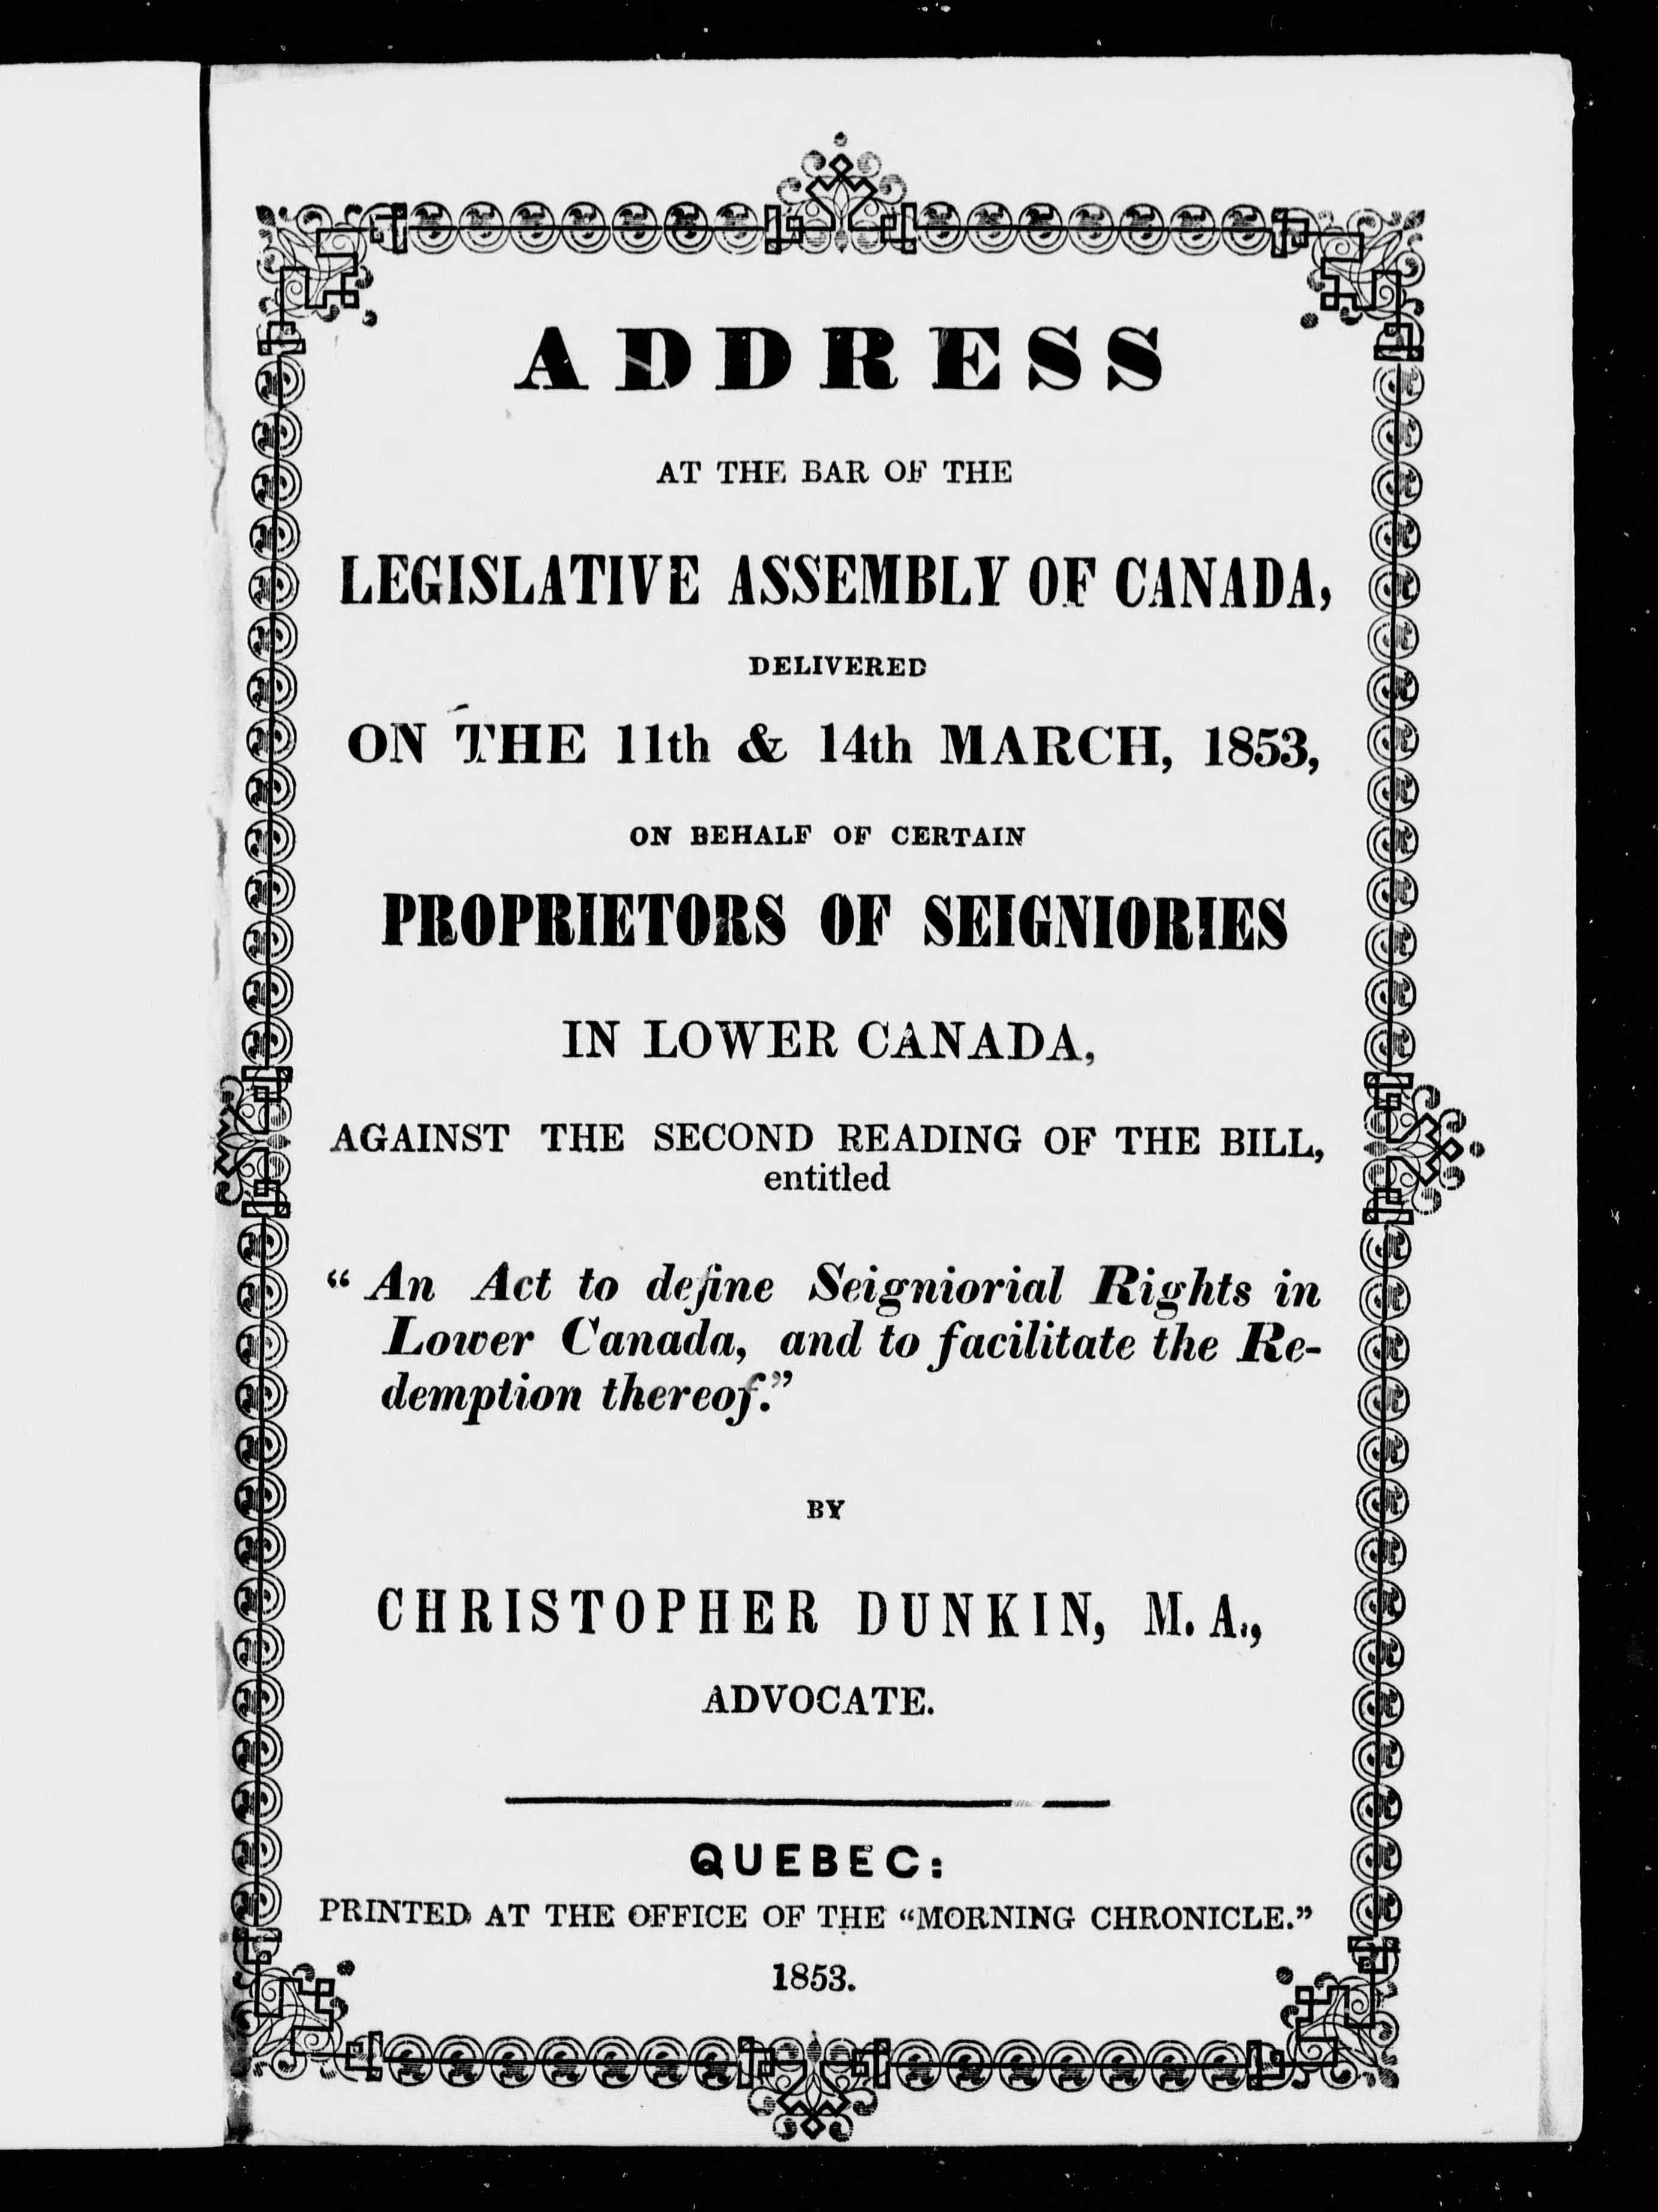 ADDRESS
AT THE BAR OF THE
LEGISLATIVE ASSEMBLY OF CANADA,
DELIVERED
ON THE 11th & 14th MARCH, 1853,
ON BEHALF OF CERTAIN
PROPRIETORS OF SEIGNIORIES
IN LOWER CANADA,
AGAINST THE SECOND READING OF THE BILL,
entitled
“ An Act to define Seigniorial Rights in
Lower Canada, and to facilitate the Re-
demption thereof.”
BY
CHRISTOPHER DUNKIN, M. A.,
ADVOCATE.
QUEBEC:
PRINTED AT THE OFFICE OF THE “MORNING CHRONICLE.”
1853.